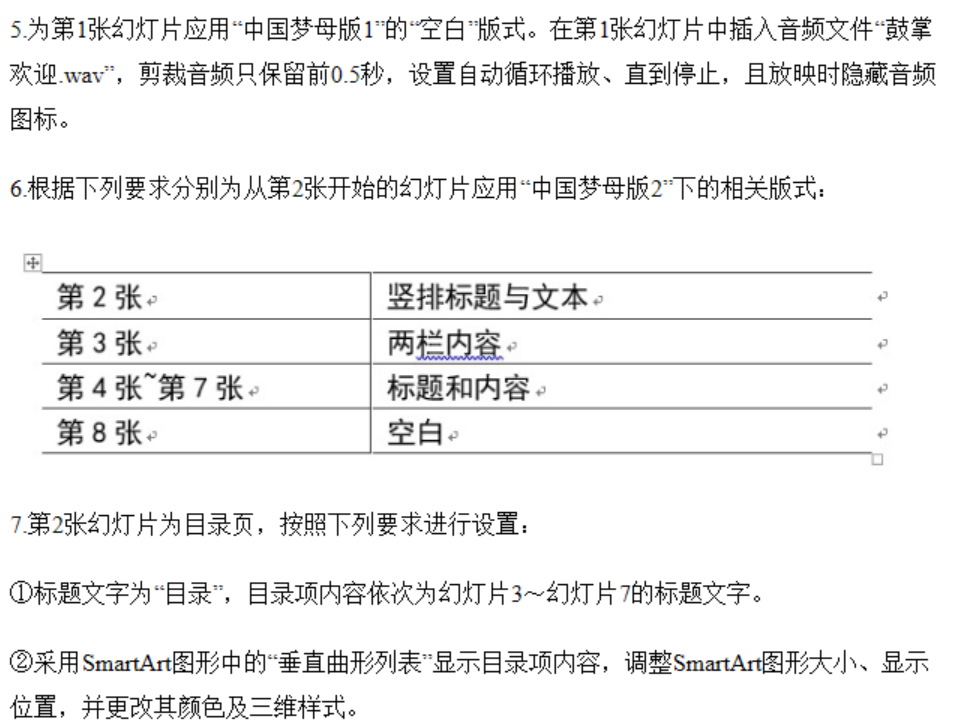 5.为第1张幻灯片应用“中国梦母版1”的“空白”版式。在第1张幻灯片中插入音频文件“鼓掌
欢迎.wav”，剪裁音频只保留前0.5秒，设置自动循环播放、直到停止，且放映时隐藏音频
图标。
6.根据下列要求分别为从第2张开始的幻灯片应用“中国梦母版2”下的相关版式：
第 2 张 竖排标题与文本
第 3 张 两栏内容
第 4 张~第 7 张 标题和内容
第 8 张 空白
7.第2张幻灯片为目录页，按照下列要求进行设置：
①标题文字为“目录”，目录项内容依次为幻灯片3～幻灯片7的标题文字。
②采用SmartArt图形中的“垂直曲形列表”显示目录项内容，调整SmartArt图形大小、显示
位置，并更改其颜色及三维样式。